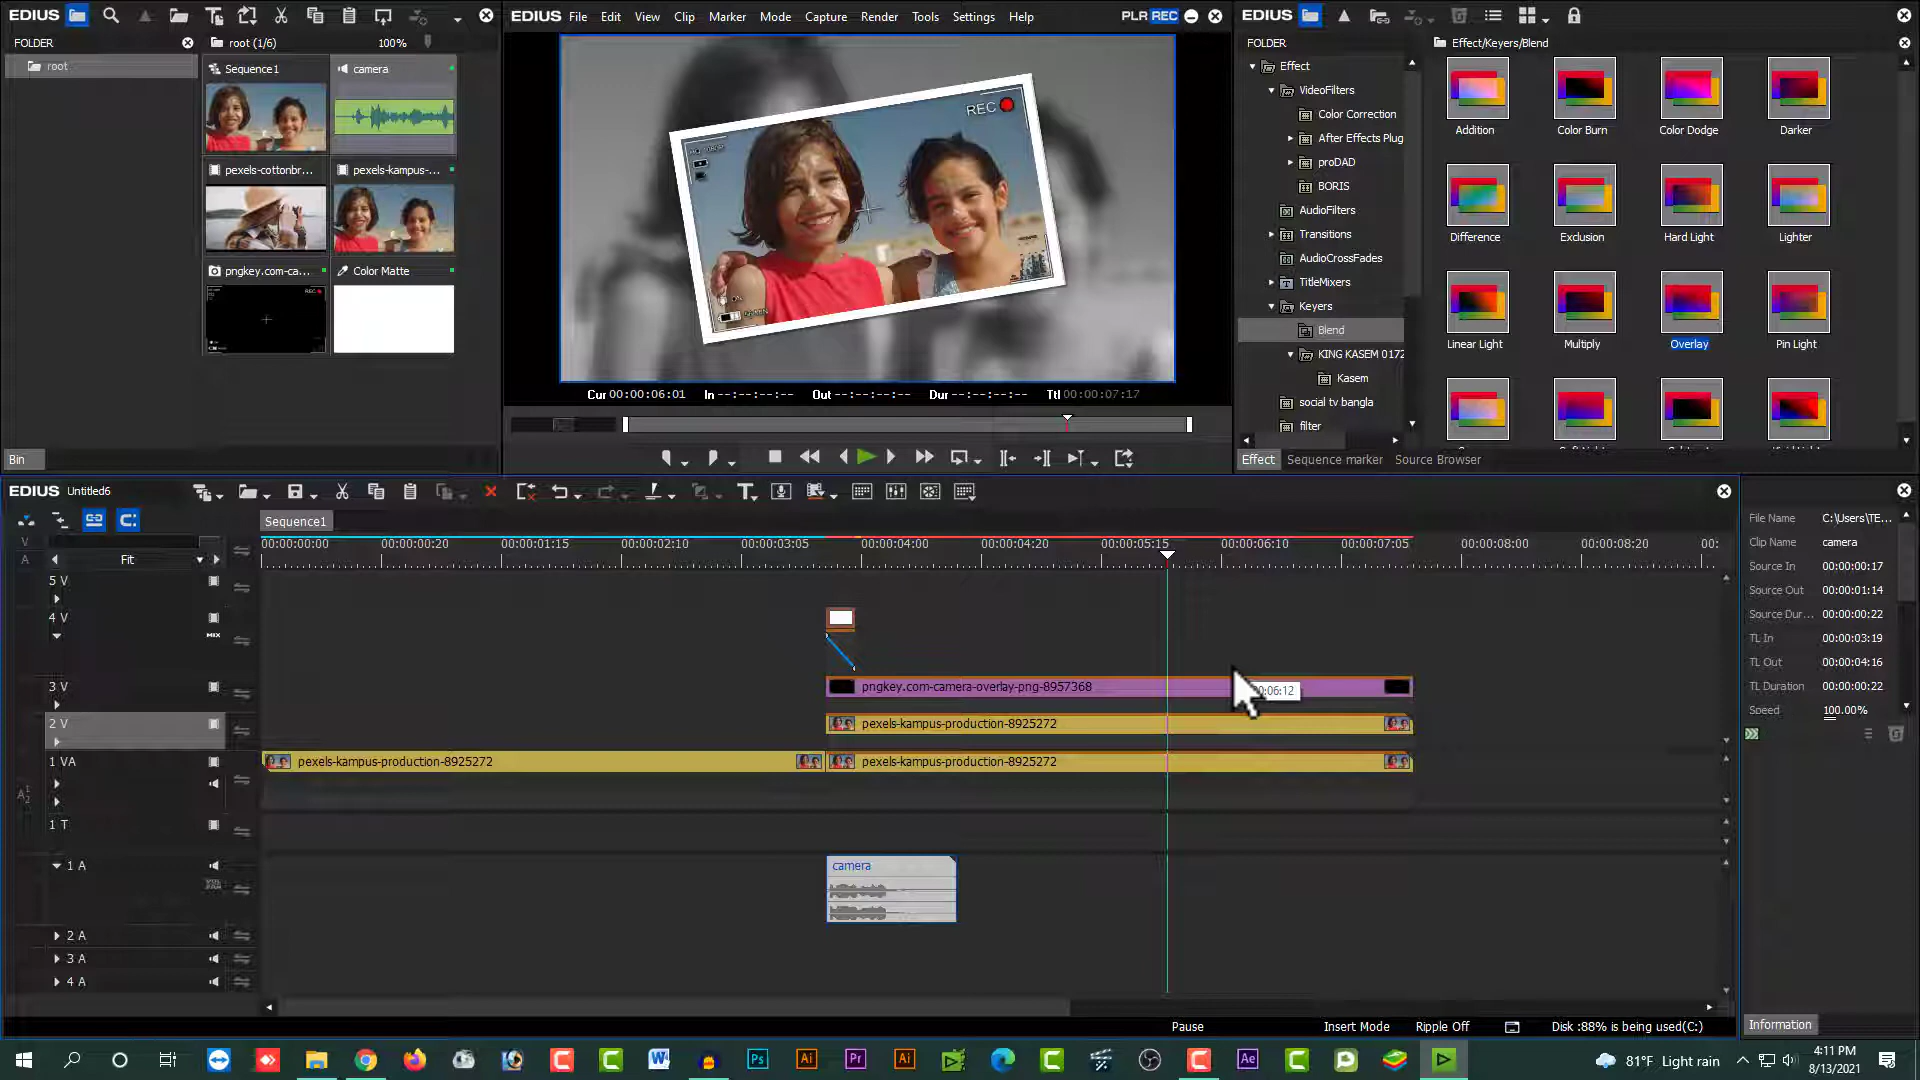 EDIUS
FOLDER
root
root (1/6)
100%
Sequence1
camera
pexels-cottonbr...
pexels-kampus-...
pngkey.com-ca...
Color Matte
Bin
EDIUS File Edit View Clip Marker Mode Capture Render Tools Settings Help PLR REC
REC
Cur 00:00:06:01 In --:--:--:-- Out --:--:--:-- Dur --:--:--:-- Ttl 00:00:07:17
EDIUS
FOLDER
Effect
VideoFilters
Color Correction
After Effects Plug
proDAD
BORIS
AudioFilters
Transitions
AudioCrossFades
TitleMixers
Keyers
Blend
KING KASEM 0172
Kasem
social tv bangla
filter
Effect/Keyers/Blend
Addition Color Burn Color Dodge Darker
Difference Exclusion Hard Light Lighter
Linear Light Multiply Overlay Pin Light
Effect Sequence marker Source Browser
EDIUS Untitled6
Sequence1
V
A
Fit
00:00:00:00 00:00:00:20 00:00:01:15 00:00:02:10 00:00:03:05 00:00:04:00 00:00:04:20 00:00:05:15 00:00:06:10 00:00:07:05 00:00:08:00 00:00:08:20 00:
5 V
4 V
MIX
3 V
pngkey.com-camera-overlay-png-8957368
:06:12
2 V
pexels-kampus-production-8925272
1 VA
pexels-kampus-production-8925272
pexels-kampus-production-8925272
1 T
1 A
camera
2 A
3 A
4 A
Pause Insert Mode Ripple Off Disk :88% is being used(C:)
File Name C:\Users\TE...
Clip Name camera
Source In 00:00:00:17
Source Out 00:00:01:14
Source Dur... 00:00:00:22
TL In 00:00:03:19
TL Out 00:00:04:16
TL Duration 00:00:00:22
Speed 100.00%
Information
81°F Light rain
4:11 PM
8/13/2021